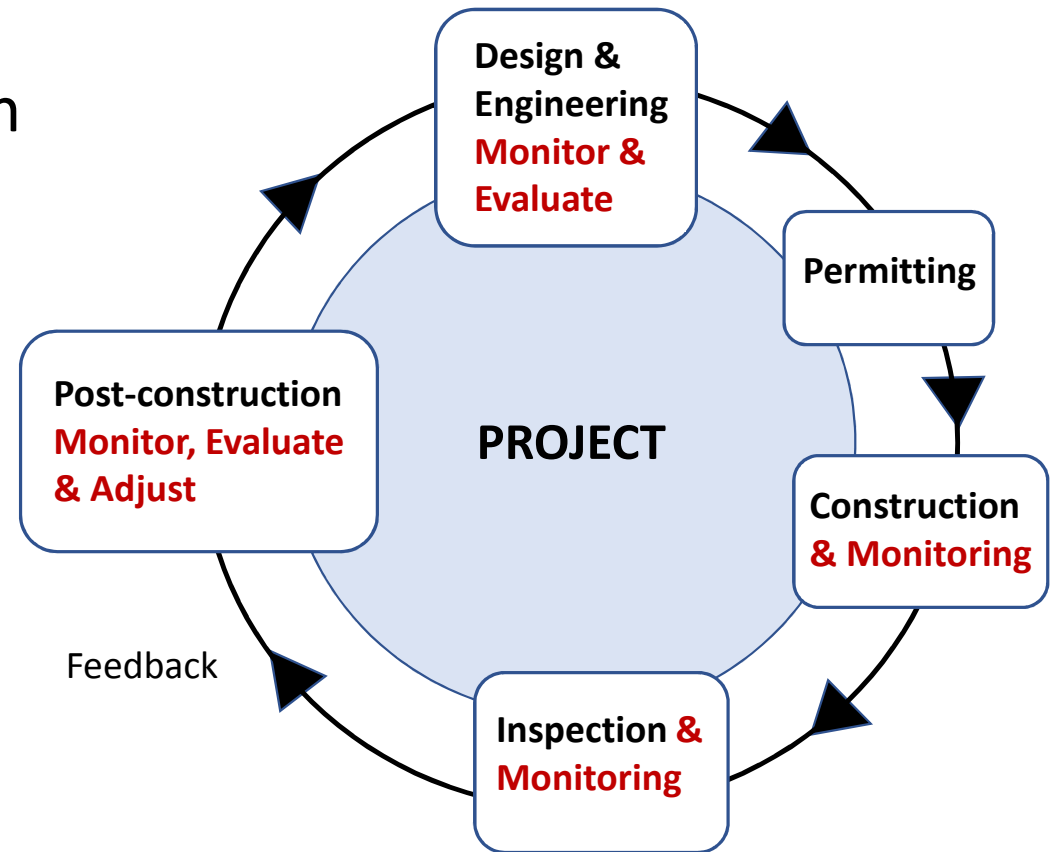 n
Design &
Engineering
Monitor &
Evaluate
Permitting
Post-construction
Monitor, Evaluate
& Adjust
PROJECT
Construction
& Monitoring
Feedback
Inspection &
Monitoring